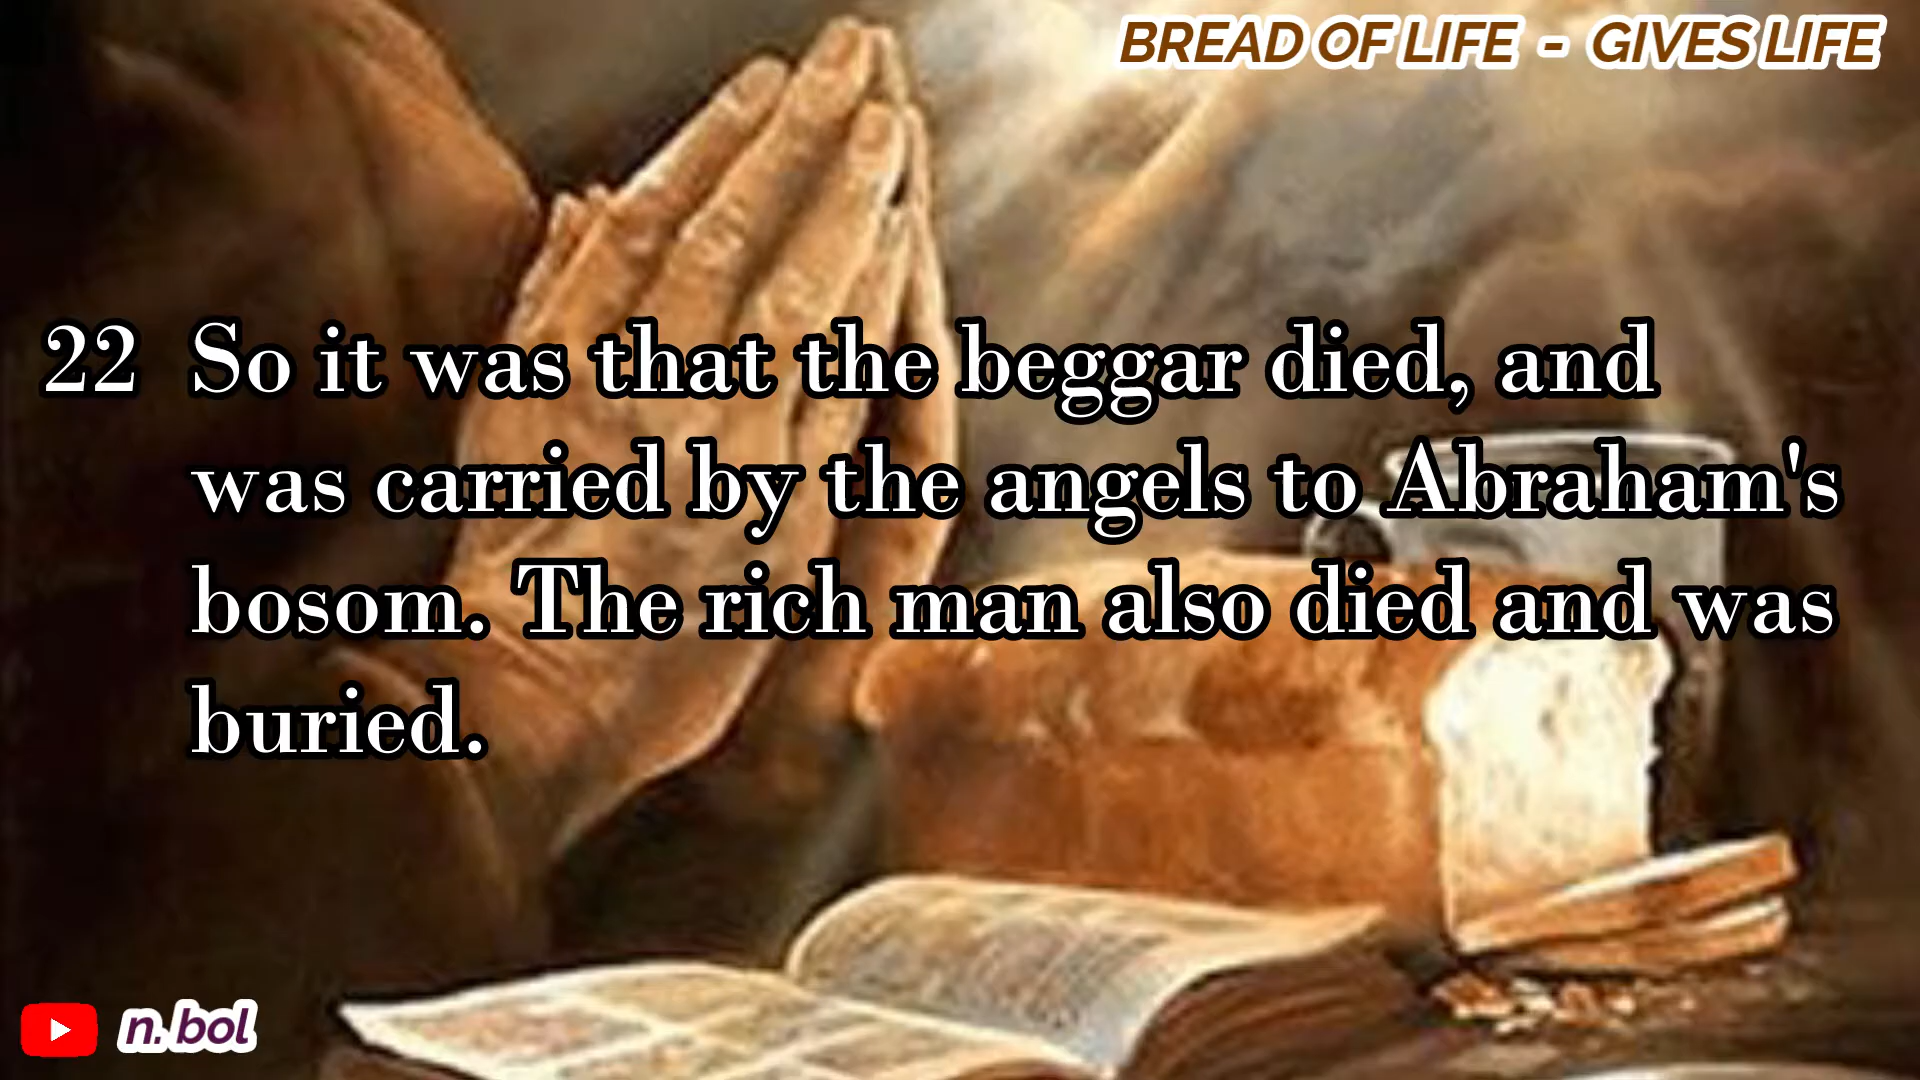 BREAD OF LIFE - GIVES LIFE
22 So it was that the beggar died, and
was carried by the angels to Abraham's
bosom. The rich man also died and was
buried.
n.bol